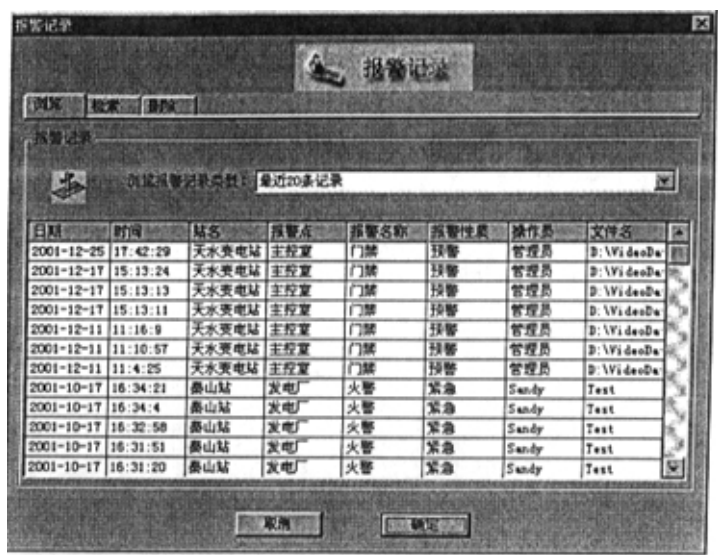 报警记录
报警记录
浏览 检索 删除
报警记录
浏览报警记录类型： 最近20条记录
日期 时间 站名 报警点 报警名称 报警性质 操作员 文件名
2001-12-25 17:42:29 天水变电站 主控室 门禁 预警 管理员 D:\VideoDa
2001-12-17 15:13:24 天水变电站 主控室 门禁 预警 管理员 D:\VideoDa
2001-12-17 15:13:13 天水变电站 主控室 门禁 预警 管理员 D:\VideoDa
2001-12-17 15:13:11 天水变电站 主控室 门禁 预警 管理员 D:\VideoDa
2001-12-11 11:16:9 天水变电站 主控室 门禁 预警 管理员 D:\VideoDa
2001-12-11 11:10:57 天水变电站 主控室 门禁 预警 管理员 D:\VideoDa
2001-12-11 11:4:25 天水变电站 主控室 门禁 预警 管理员 D:\VideoDa
2001-10-17 16:34:21 泰山站 发电厂 火警 紧急 Sandy Test
2001-10-17 16:34:4 泰山站 发电厂 火警 紧急 Sandy Test
2001-10-17 16:32:58 泰山站 发电厂 火警 紧急 Sandy Test
2001-10-17 16:31:51 泰山站 发电厂 火警 紧急 Sandy Test
2001-10-17 16:31:20 泰山站 发电厂 火警 紧急 Sandy Test
取消 确定